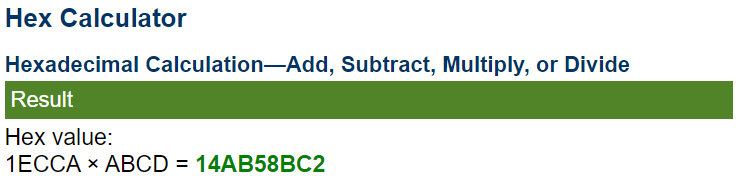 Hex Calculator
Hexadecimal Calculation—Add, Subtract, Multiply, or Divide
Result
Hex value:
1ECCA × ABCD = 14AB58BC2